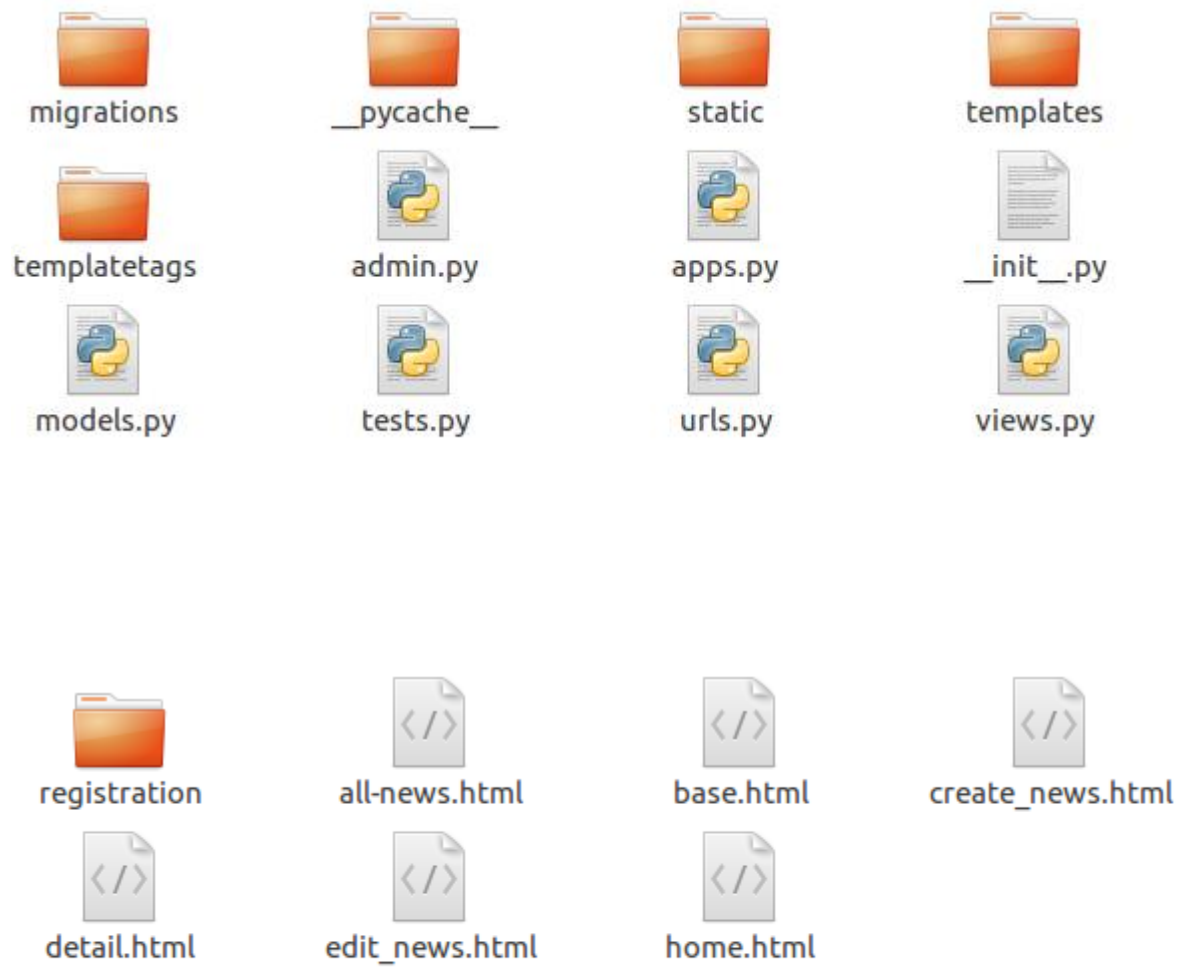 migrations __pycache__ static templates
templatetags admin.py apps.py __init__.py
models.py tests.py urls.py views.py
registration all-news.html base.html create_news.html
detail.html edit_news.html home.html